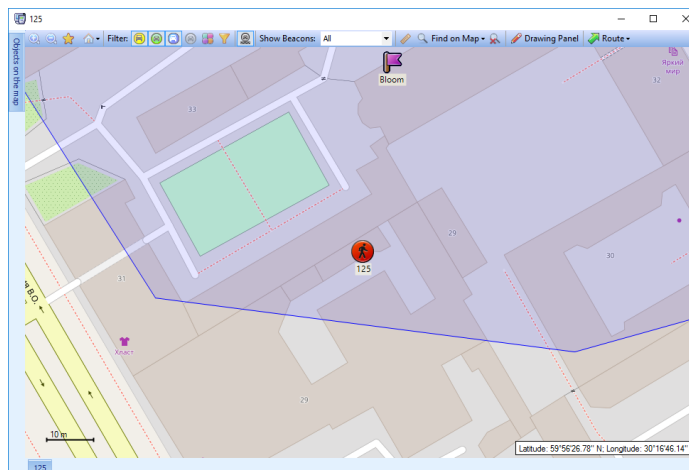 125
Filter:
Show Beacons:
All
Find on Map
Drawing Panel
Route
Objects on the map
Bloom
Яркий
мир
32
33
29
30
125
31
я В.О.
Хласт
29
10 m
Latitude: 59°56'26.78'' N; Longitude: 30°16'46.14''
125